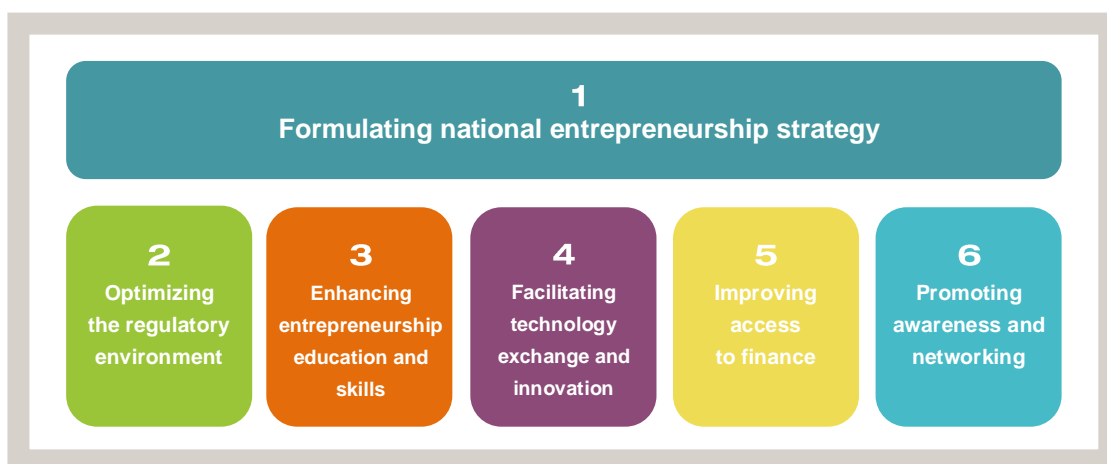 1
Formulating national entrepreneurship strategy
2
Optimizing
the regulatory
environment
3
Enhancing
entrepreneurship
education and
skills
4
Facilitating
technology
exchange and
innovation
5
Improving
access
to finance
6
Promoting
awareness and
networking